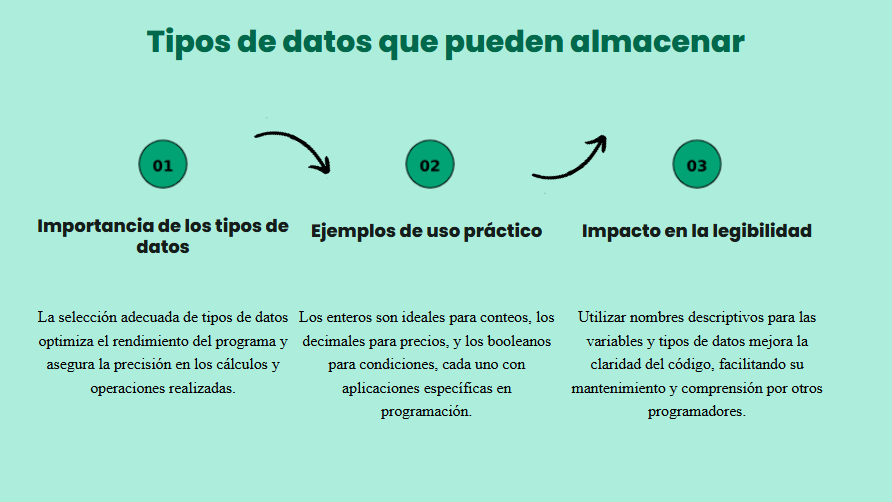 Tipos de datos que pueden almacenar
01
Importancia de los tipos de
datos
La selección adecuada de tipos de datos
optimiza el rendimiento del programa y
asegura la precisión en los cálculos y
operaciones realizadas.
02
Ejemplos de uso práctico
Los enteros son ideales para conteos, los
decimales para precios, y los booleanos
para condiciones, cada uno con
aplicaciones específicas en
programación.
03
Impacto en la legibilidad
Utilizar nombres descriptivos para las
variables y tipos de datos mejora la
claridad del código, facilitando su
mantenimiento y comprensión por otros
programadores.